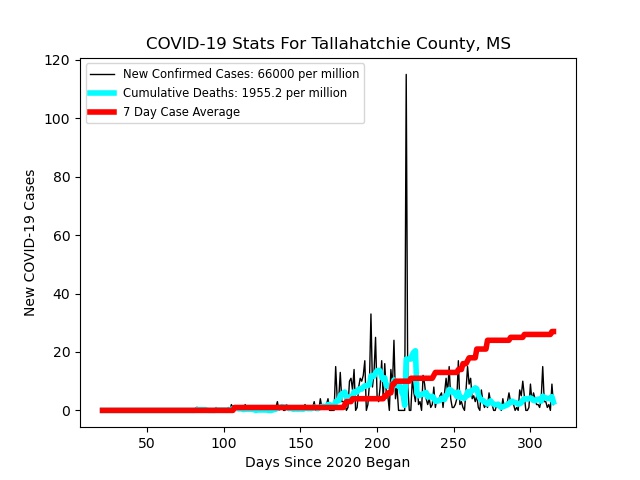 COVID-19 Stats For Tallahatchie County, MS
New Confirmed Cases: 66000 per million
Cumulative Deaths: 1955.2 per million
7 Day Case Average
New COVID-19 Cases
120
100
80
60
40
20
0
50 100 150 200 250 300
Days Since 2020 Began